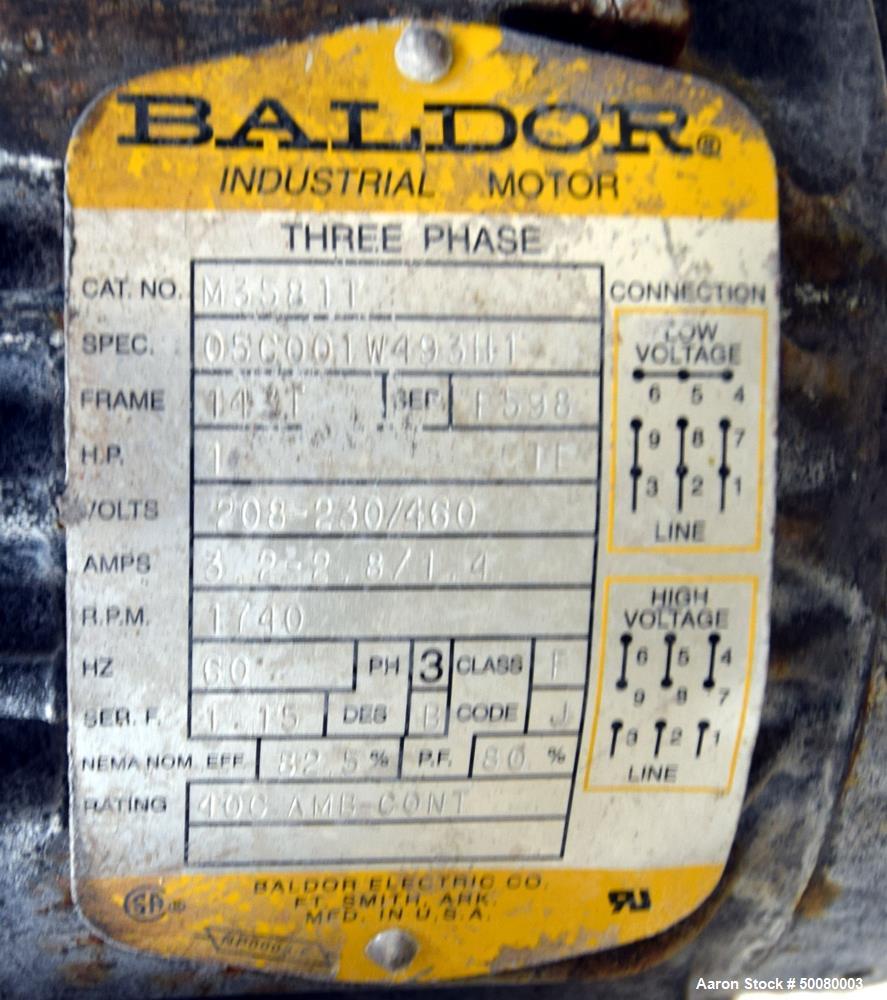 BALDOR®
INDUSTRIAL MOTOR
THREE PHASE
CAT. NO. M3581T
SPEC. 05C001W493H1
FRAME SER. F598
H.P. 1
VOLTS 208-230/460
AMPS 3.2-2.8/1.4
R.P.M. 1740
HZ 60 PH 3 CLASS F
SER. F. 1.15 DES B CODE J
NEMA NOM. EFF. 82.5 % P.F. 80 %
RATING 40C AMB-CONT
CONNECTION
LOW
VOLTAGE
6 5 4
9 8 7
3 2 1
LINE
HIGH
VOLTAGE
6 5 4
9 8 7
3 2 1
LINE
BALDOR ELECTRIC CO.
FT. SMITH, ARK.
MFD. IN U.S.A.
Aaron Stock # 50080003